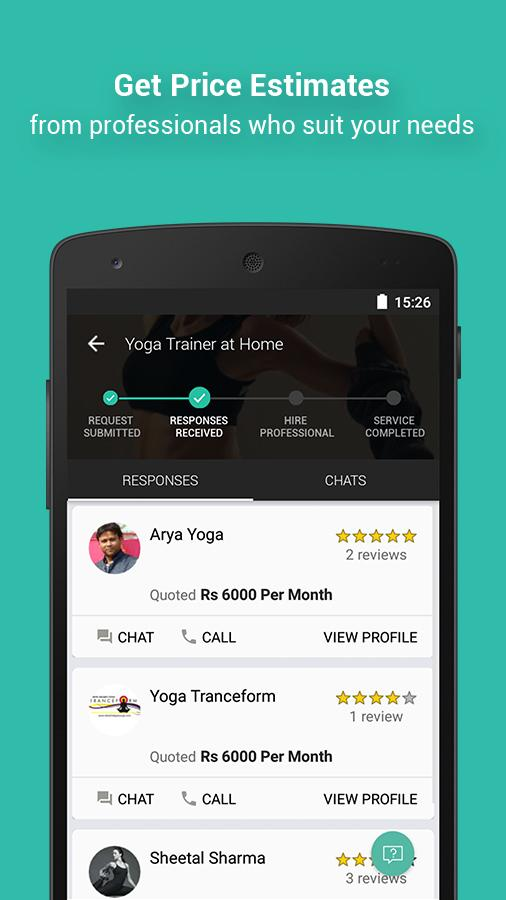 Get Price Estimates
from professionals who suit your needs
15:26
Yoga Trainer at Home
REQUEST SUBMITTED
RESPONSES RECEIVED
HIRE PROFESSIONAL
SERVICE COMPLETED
RESPONSES CHATS
Arya Yoga
2 reviews
Quoted Rs 6000 Per Month
CHAT CALL VIEW PROFILE
TRANCEFORM
Yoga Tranceform
1 review
Quoted Rs 6000 Per Month
CHAT CALL VIEW PROFILE
Sheetal Sharma
?
3 reviews